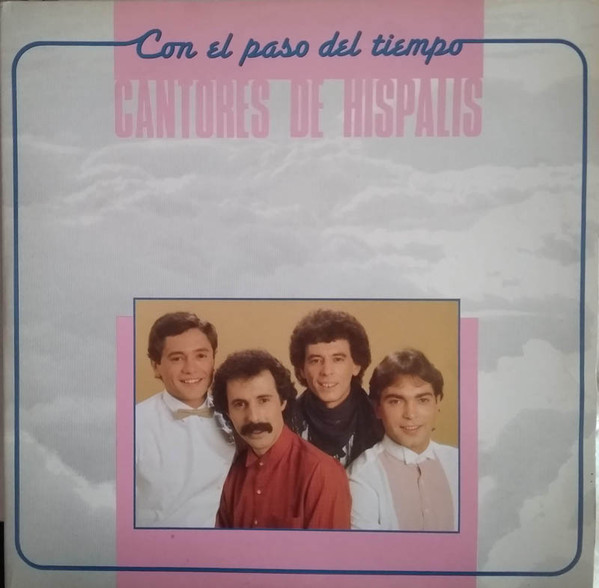 Con el paso del tiempo
CANTORES DE HISPALIS